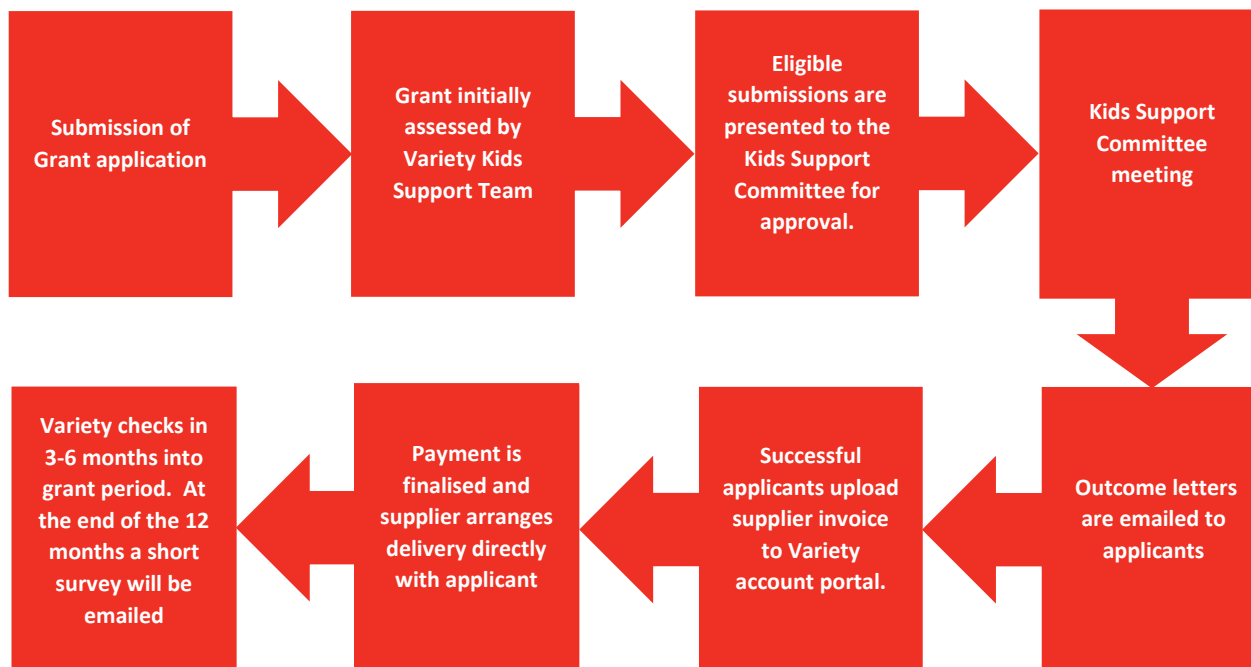 Submission of
Grant application
Grant initially
assessed by
Variety Kids
Support Team
Eligible
submissions are
presented to the
Kids Support
Committee for
approval.
Kids Support
Committee
meeting
Outcome letters
are emailed to
applicants
Successful
applicants upload
supplier invoice
to Variety
account portal.
Payment is
finalised and
supplier arranges
delivery directly
with applicant
Variety checks in
3-6 months into
grant period. At
the end of the 12
months a short
survey will be
emailed